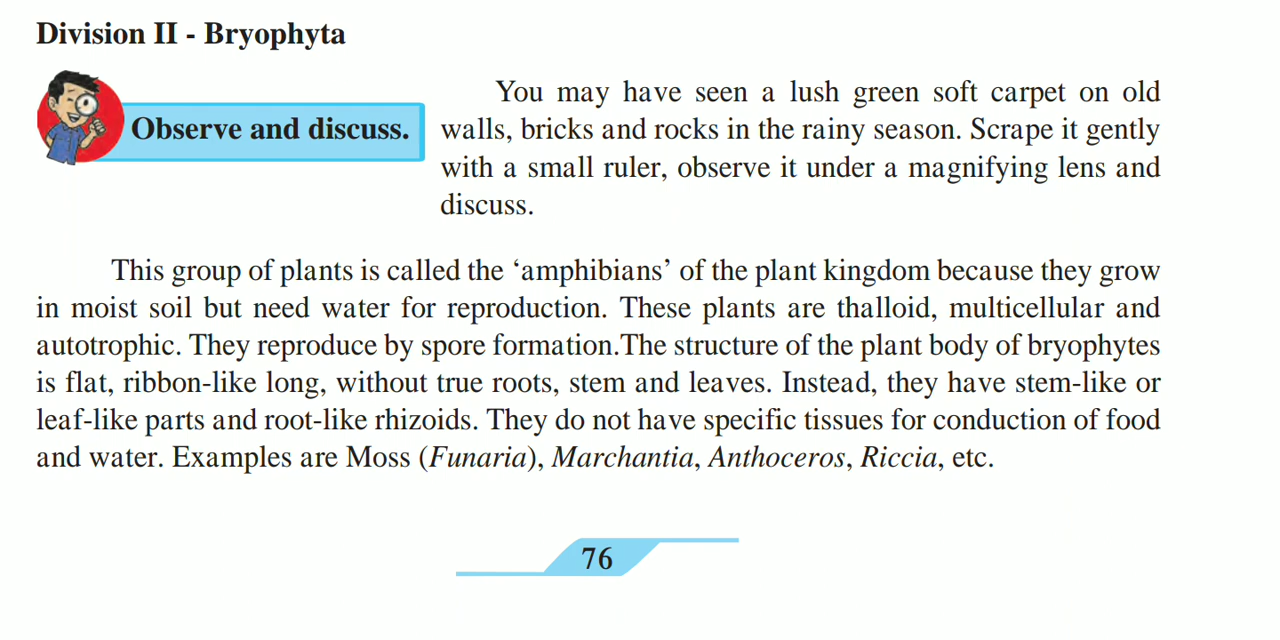 Division II - Bryophyta
Observe and discuss.
You may have seen a lush green soft carpet on old
walls, bricks and rocks in the rainy season. Scrape it gently
with a small ruler, observe it under a magnifying lens and
discuss.
This group of plants is called the ‘amphibians’ of the plant kingdom because they grow
in moist soil but need water for reproduction. These plants are thalloid, multicellular and
autotrophic. They reproduce by spore formation.The structure of the plant body of bryophytes
is flat, ribbon-like long, without true roots, stem and leaves. Instead, they have stem-like or
leaf-like parts and root-like rhizoids. They do not have specific tissues for conduction of food
and water. Examples are Moss (Funaria), Marchantia, Anthoceros, Riccia, etc.
76